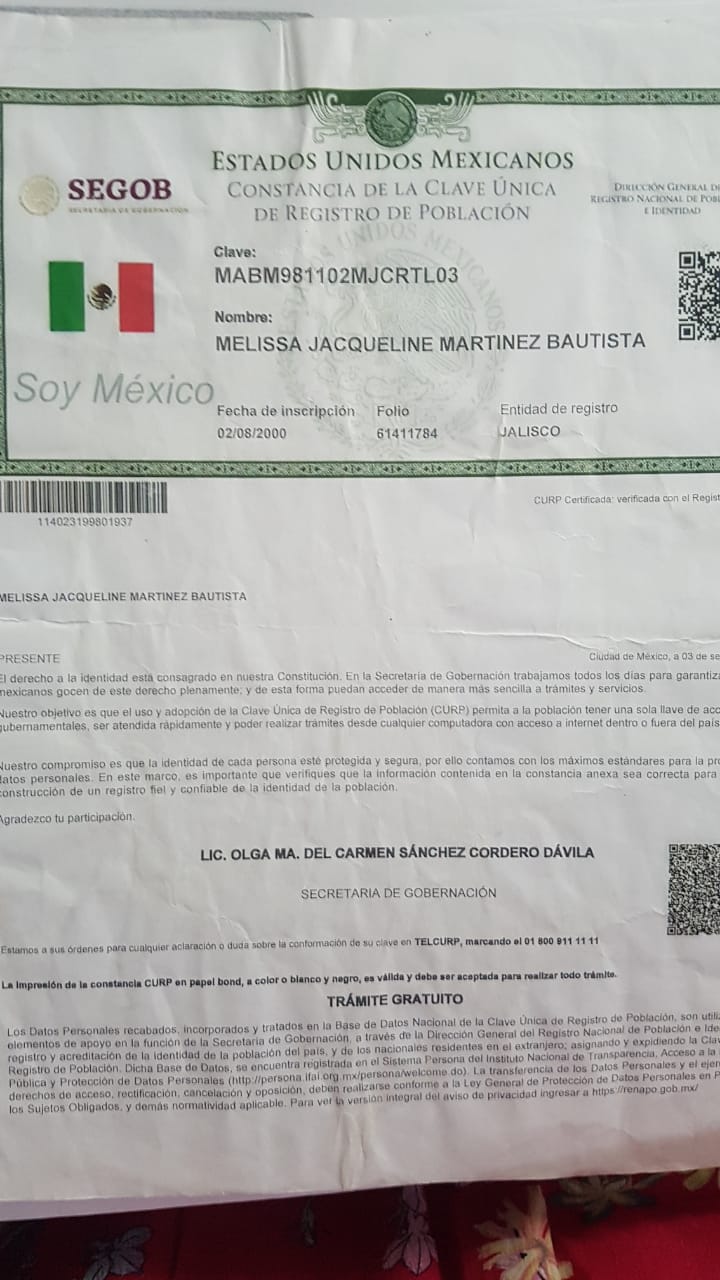 ESTADOS UNIDOS MEXICANOS
CONSTANCIA DE LA CLAVE ÚNICA
DE REGISTRO DE POBLACIÓN
SEGOB
SECRETARÍA DE GOBERNACIÓN
DIRECCIÓN GENERAL DE
REGISTRO NACIONAL DE POBL
E IDENTIDAD
Clave:
MABM981102MJCRTL03
Nombre:
MELISSA JACQUELINE MARTINEZ BAUTISTA
Soy México
Fecha de inscripción Folio Entidad de registro
02/08/2000 61411784 JALISCO
114023199801937
CURP Certificada: verificada con el Regist
MELISSA JACQUELINE MARTINEZ BAUTISTA
PRESENTE
Ciudad de México, a 03 de se
El derecho a la identidad está consagrado en nuestra Constitución. En la Secretaría de Gobernación trabajamos todos los días para garantiza
mexicanos gocen de este derecho plenamente; y de esta forma puedan acceder de manera más sencilla a trámites y servicios.
Nuestro objetivo es que el uso y adopción de la Clave Única de Registro de Población (CURP) permita a la población tener una sola llave de acc
gubernamentales, ser atendida rápidamente y poder realizar trámites desde cualquier computadora con acceso a internet dentro o fuera del país
Nuestro compromiso es que la identidad de cada persona esté protegida y segura, por ello contamos con los máximos estándares para la pro
datos personales. En este marco, es importante que verifiques que la información contenida en la constancia anexa sea correcta para
construcción de un registro fiel y confiable de la identidad de la población.
Agradezco tu participación.
LIC. OLGA MA. DEL CARMEN SÁNCHEZ CORDERO DÁVILA
SECRETARIA DE GOBERNACIÓN
Estamos a sus órdenes para cualquier aclaración o duda sobre la conformación de su clave en TELCURP, marcando el 01 800 911 11 11
La impresión de la constancia CURP en papel bond, a color o blanco y negro, es válida y debe ser aceptada para realizar todo trámite.
TRÁMITE GRATUITO
Los Datos Personales recabados, incorporados y tratados en la Base de Datos Nacional de la Clave Única de Registro de Población, son utiliz
elementos de apoyo en la función de la Secretaría de Gobernación, a través de la Dirección General del Registro Nacional de Población e Ide
registro y acreditación de la identidad de la población del país, y de los nacionales residentes en el extranjero; asignando y expidiendo la Clav
Registro de Población. Dicha Base de Datos, se encuentra registrada en el Sistema Persona del Instituto Nacional de Transparencia, Acceso a la
Pública y Protección de Datos Personales (http://persona.ifai.org.mx/persona/welcome.do). La transferencia de los Datos Personales y el ejer
derechos de acceso, rectificación, cancelación y oposición, deben realizarse conforme a la Ley General de Protección de Datos Personales en P
los Sujetos Obligados, y demás normatividad aplicable. Para ver la versión integral del aviso de privacidad ingresar a https://renapo.gob.mx/